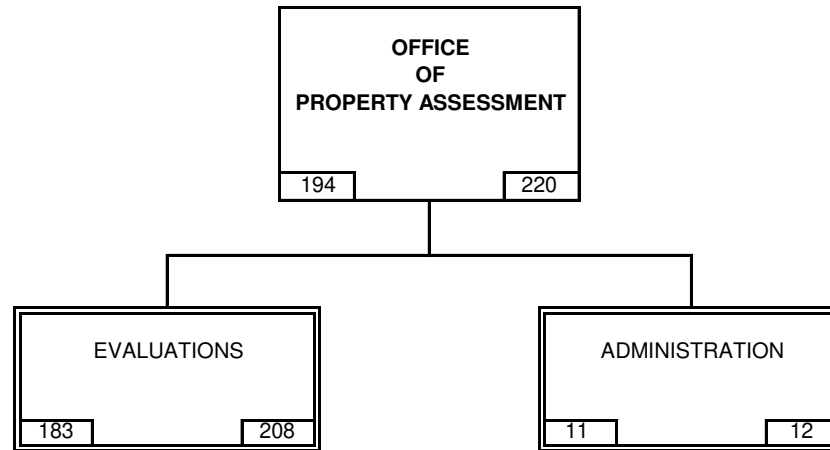 OFFICE
OF
PROPERTY ASSESSMENT
194 220
EVALUATIONS ADMINISTRATION
183 208 11 12